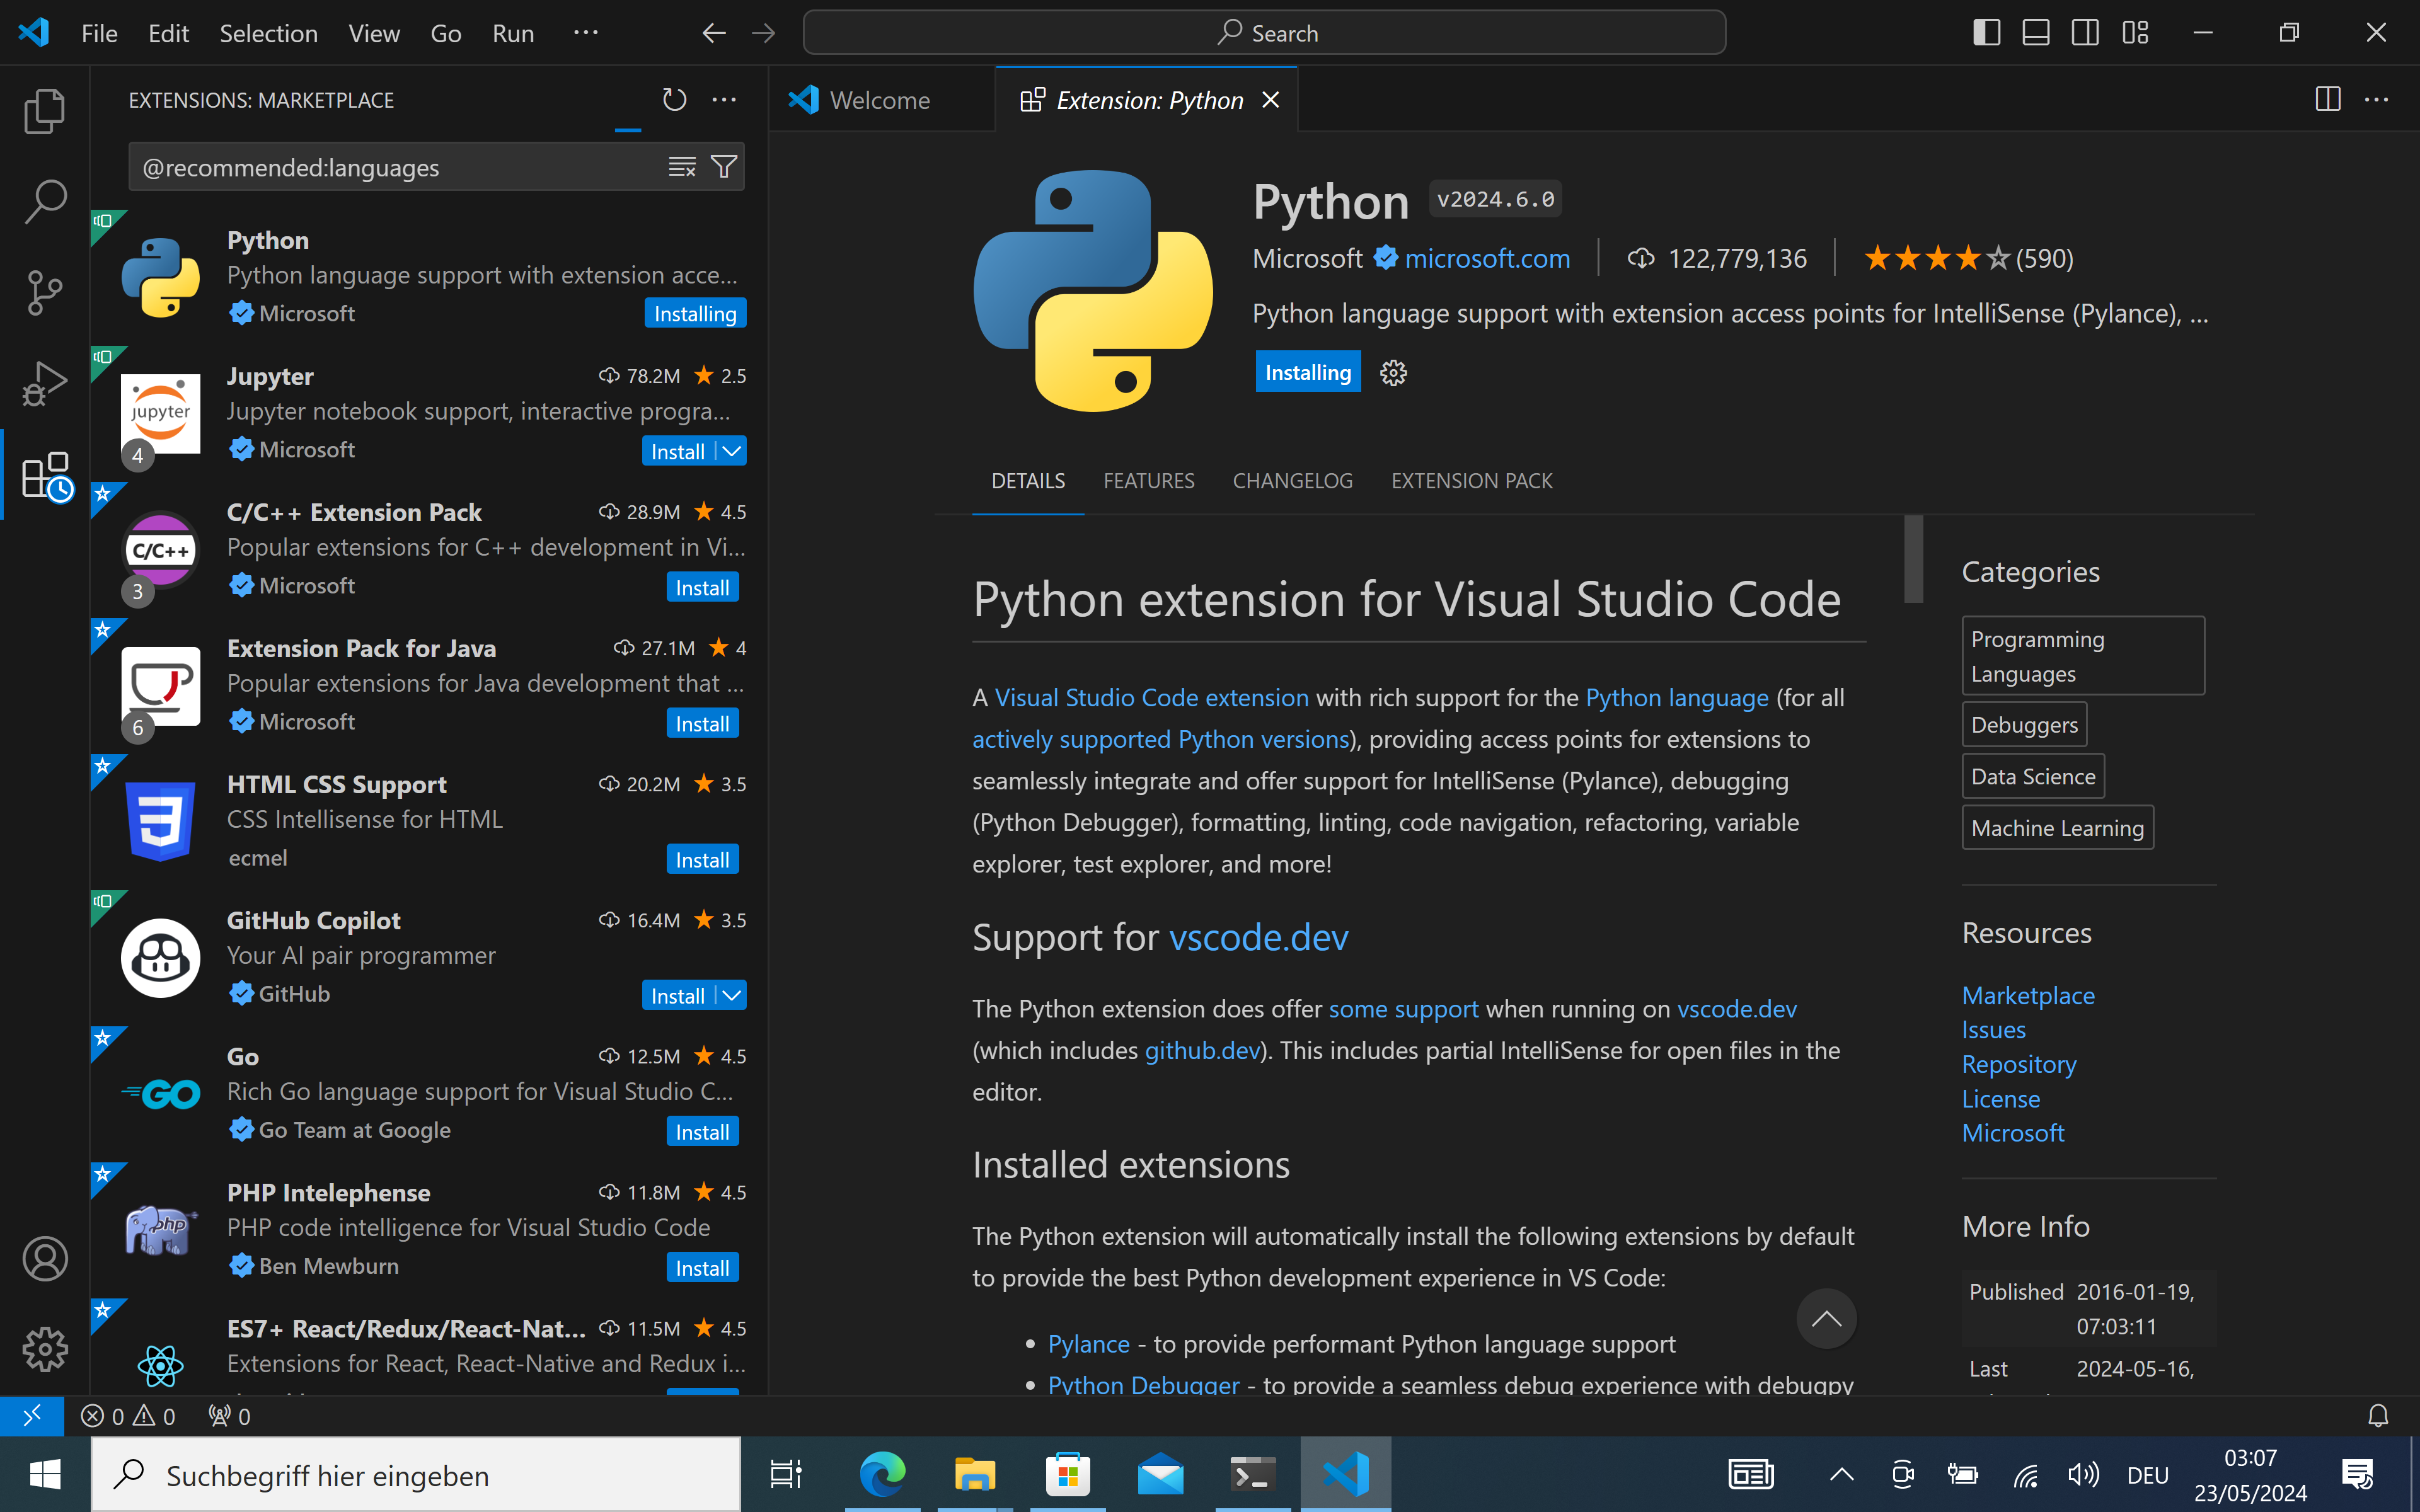 File Edit Selection View Go Run ···
Search
EXTENSIONS: MARKETPLACE
@recommended:languages
Python
Python language support with extension acce...
Microsoft
Installing
Jupyter 78.2M 2.5
Jupyter notebook support, interactive progra...
Microsoft
Install
jupyter
4
C/C++ Extension Pack 28.9M 4.5
Popular extensions for C++ development in Vi...
Microsoft
Install
C/C++
3
Extension Pack for Java 27.1M 4
Popular extensions for Java development that ...
Microsoft
Install
6
HTML CSS Support 20.2M 3.5
CSS Intellisense for HTML
ecmel
Install
GitHub Copilot 16.4M 3.5
Your AI pair programmer
GitHub
Install
Go 12.5M 4.5
Rich Go language support for Visual Studio C...
Go Team at Google
Install
GO
PHP Intelephense 11.8M 4.5
PHP code intelligence for Visual Studio Code
Ben Mewburn
Install
php
ES7+ React/Redux/React-Nat... 11.5M 4.5
Extensions for React, React-Native and Redux i...
Welcome
Extension: Python
Python v2024.6.0
Microsoft microsoft.com 122,779,136 (590)
Python language support with extension access points for IntelliSense (Pylance), ...
Installing
DETAILS FEATURES CHANGELOG EXTENSION PACK
Python extension for Visual Studio Code
A Visual Studio Code extension with rich support for the Python language (for all
actively supported Python versions), providing access points for extensions to
seamlessly integrate and offer support for IntelliSense (Pylance), debugging
(Python Debugger), formatting, linting, code navigation, refactoring, variable
explorer, test explorer, and more!
Support for vscode.dev
The Python extension does offer some support when running on vscode.dev
(which includes github.dev). This includes partial IntelliSense for open files in the
editor.
Installed extensions
The Python extension will automatically install the following extensions by default
to provide the best Python development experience in VS Code:
• Pylance - to provide performant Python language support
• Python Debugger - to provide a seamless debug experience with debugpy
Categories
Programming
Languages
Debuggers
Data Science
Machine Learning
Resources
Marketplace
Issues
Repository
License
Microsoft
More Info
Published 2016-01-19,
07:03:11
Last 2024-05-16,
0 0 0
Suchbegriff hier eingeben
DEU
03:07
23/05/2024